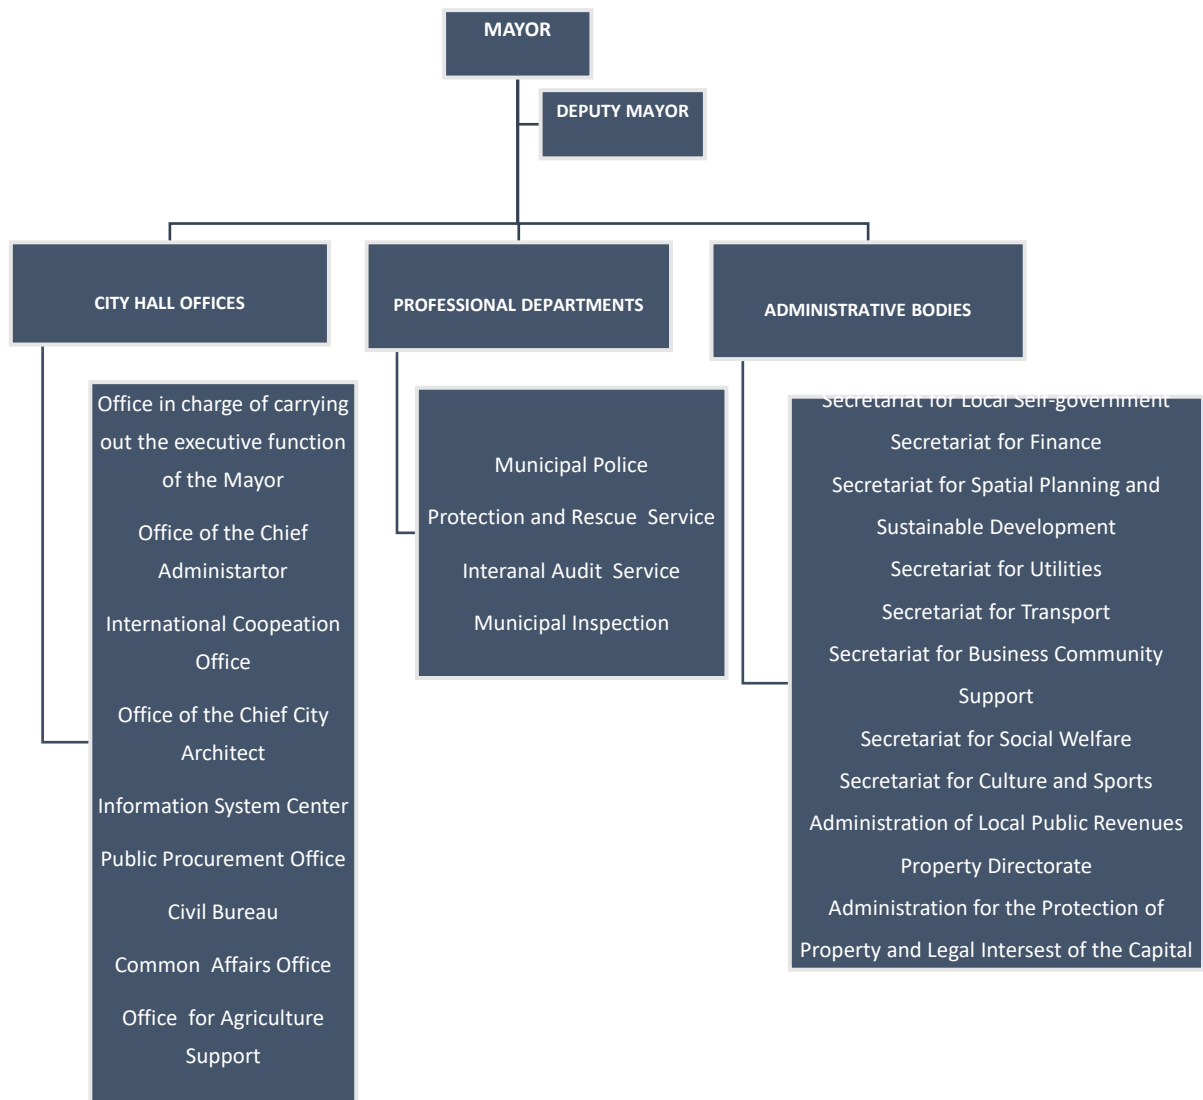 MAYOR
DEPUTY MAYOR
CITY HALL OFFICES
PROFESSIONAL DEPARTMENTS
ADMINISTRATIVE BODIES
Office in charge of carrying
out the executive function
of the Mayor
Office of the Chief
Administartor
International Coopeation
Office
Office of the Chief City
Architect
Information System Center
Public Procurement Office
Civil Bureau
Common Affairs Office
Office for Agriculture
Support
Municipal Police
Protection and Rescue Service
Interanal Audit Service
Municipal Inspection
Secretariat for Local Self-government
Secretariat for Finance
Secretariat for Spatial Planning and
Sustainable Development
Secretariat for Utilities
Secretariat for Transport
Secretariat for Business Community
Support
Secretariat for Social Welfare
Secretariat for Culture and Sports
Administration of Local Public Revenues
Property Directorate
Administration for the Protection of
Property and Legal Intersest of the Capital